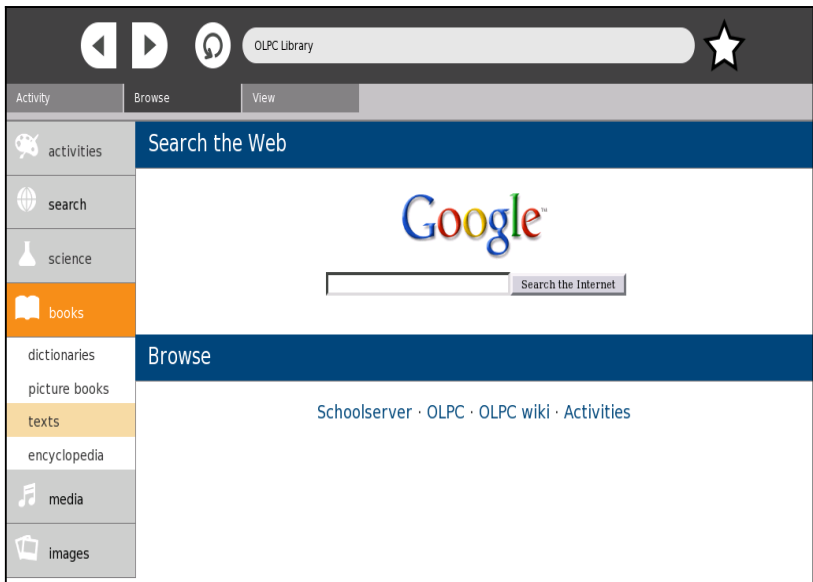 OLPC Library
Activity Browse View
activities
search
science
books
dictionaries
picture books
texts
encyclopedia
media
images
Search the Web
Google™
Search the Internet
Browse
Schoolserver · OLPC · OLPC wiki · Activities